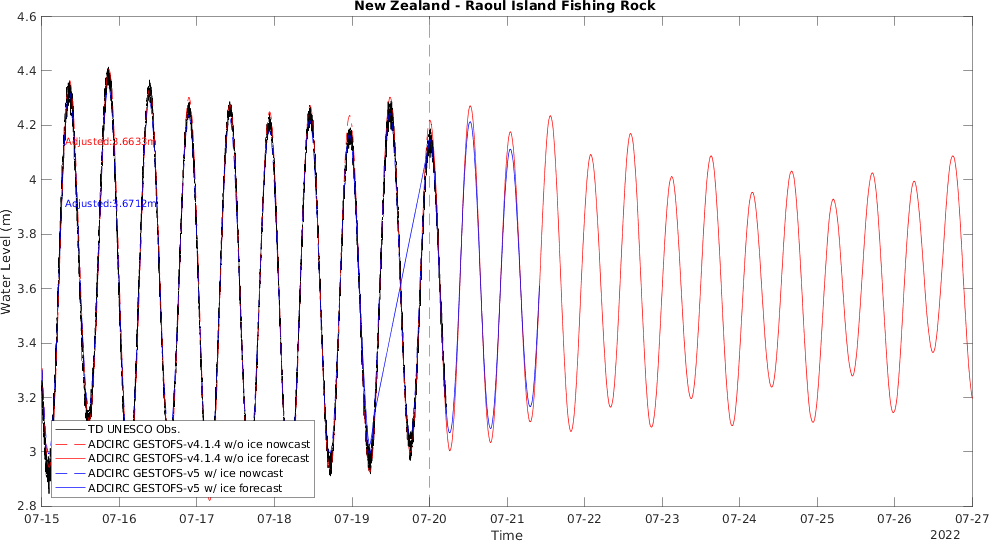 New Zealand - Raoul Island Fishing Rock
4.6
4.4
4.2
4
3.8
3.6
3.4
3.2
3
2.8
Water Level (m)
Adjusted:3.6633m
Adjusted:3.6712m
TD UNESCO Obs.
ADCIRC GESTOFS-v4.1.4 w/o ice nowcast
ADCIRC GESTOFS-v4.1.4 w/o ice forecast
ADCIRC GESTOFS-v5 w/ ice nowcast
ADCIRC GESTOFS-v5 w/ ice forecast
07-15 07-16 07-17 07-18 07-19 07-20 07-21 07-22 07-23 07-24 07-25 07-26 07-27
Time
2022